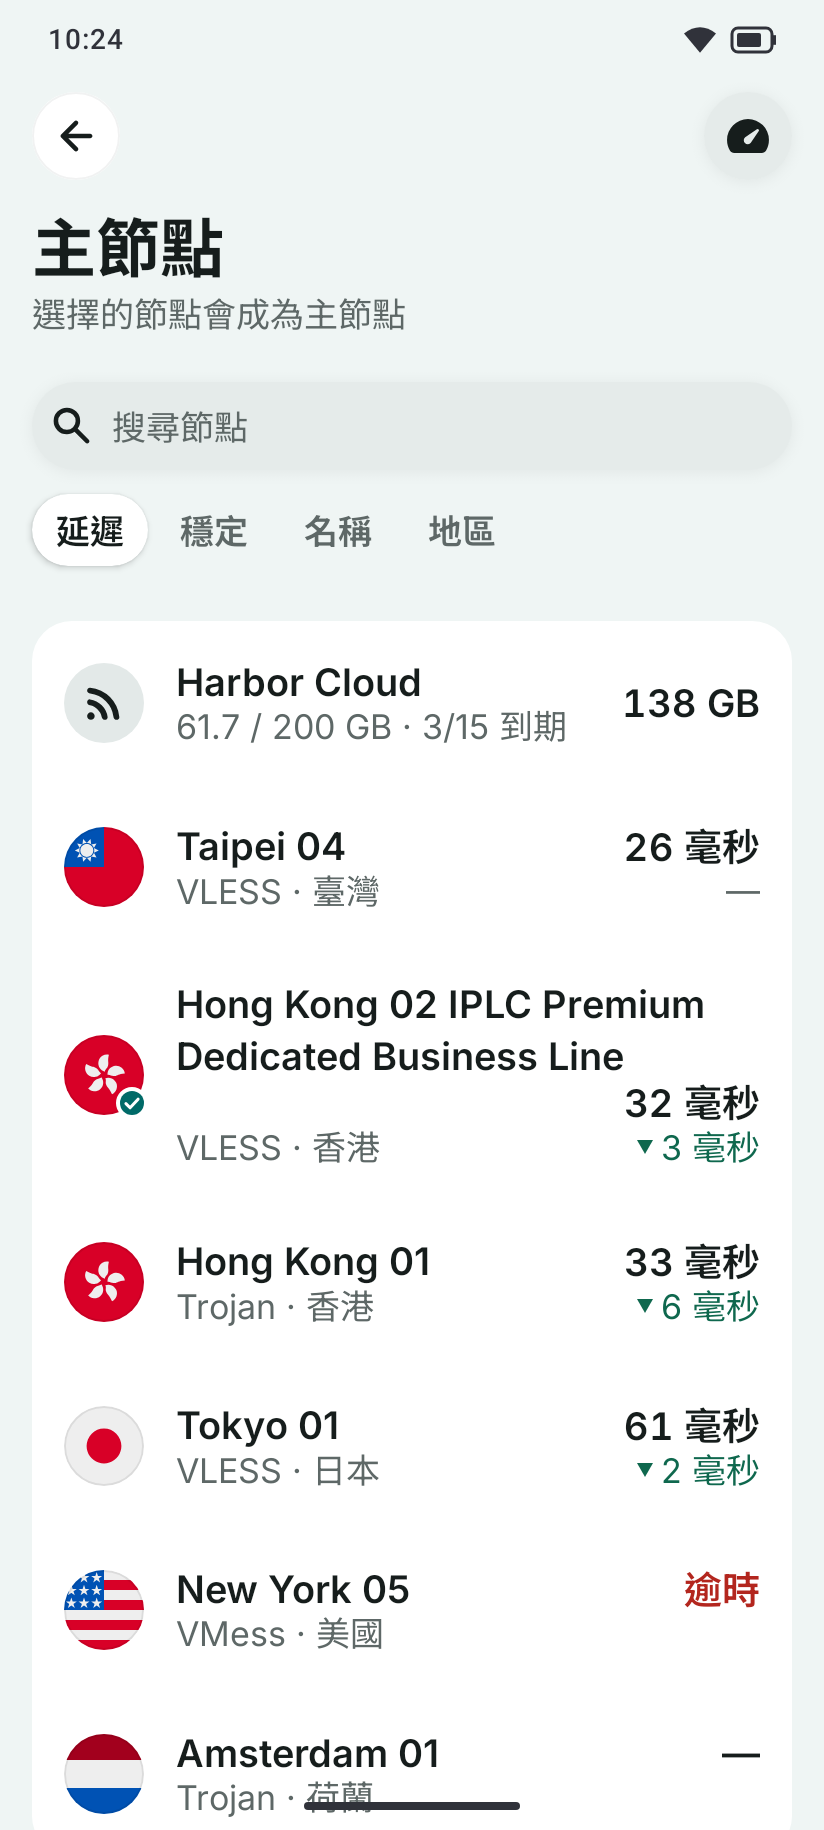 10:24
主節點
選擇的節點會成為主節點
搜尋節點
延遲 穩定 名稱 地區
Harbor Cloud
61.7 / 200 GB · 3/15 到期
138 GB
Taipei 04
26 毫秒
VLESS · 臺灣
—
Hong Kong 02 IPLC Premium
Dedicated Business Line
32 毫秒
VLESS · 香港
▼3 毫秒
Hong Kong 01
33 毫秒
Trojan · 香港
▼6 毫秒
Tokyo 01
61 毫秒
VLESS · 日本
▼2 毫秒
New York 05
逾時
VMess · 美國
Amsterdam 01
—
Trojan · 荷蘭